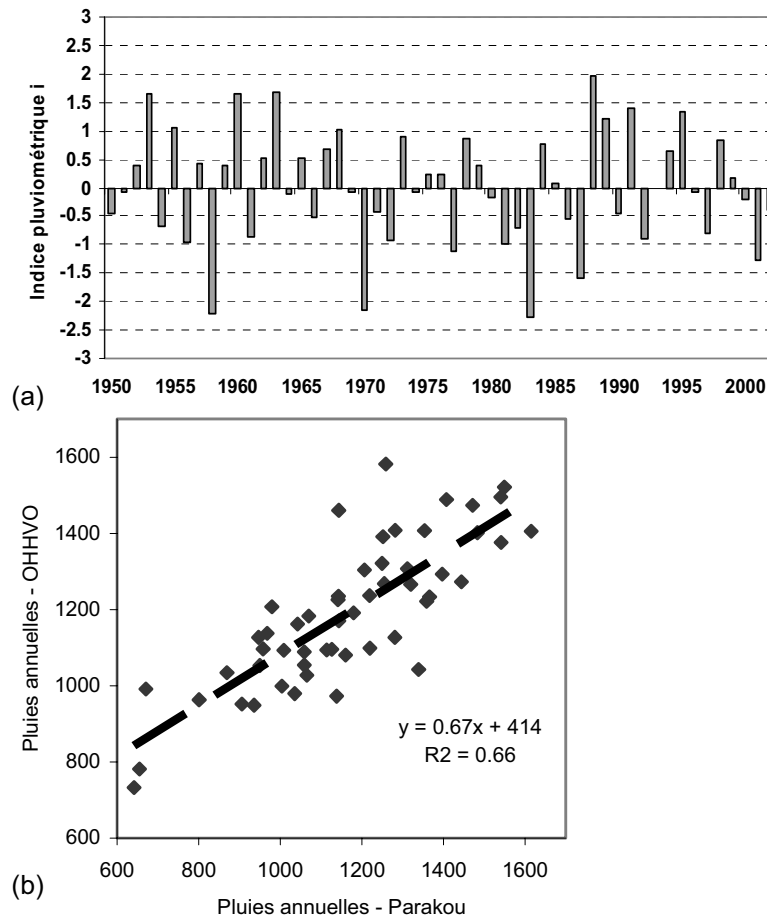 3
2.5
2
1.5
1
0.5
0
-0.5
-1
-1.5
-2
-2.5
-3
Indice pluviométrique i
1950 1955 1960 1965 1970 1975 1980 1985 1990 1995 2000
(a)
1600
1400
1200
1000
800
600
Pluies annuelles - OHHVO
y = 0.67x + 414
R2 = 0.66
600 800 1000 1200 1400 1600
(b)
Pluies annuelles - Parakou